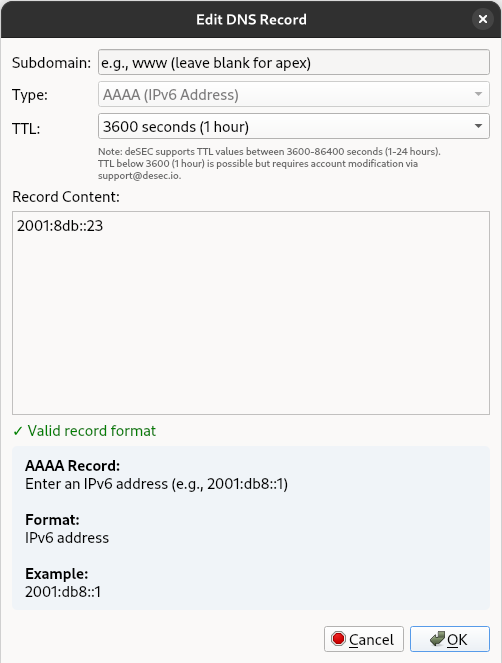 Edit DNS Record
Subdomain: e.g., www (leave blank for apex)
Type: AAAA (IPv6 Address)
TTL: 3600 seconds (1 hour)
Note: deSEC supports TTL values between 3600-86400 seconds (1-24 hours).
TTL below 3600 (1 hour) is possible but requires account modification via
support@desec.io.
Record Content:
2001:8db::23
✓ Valid record format
AAAA Record:
Enter an IPv6 address (e.g., 2001:db8::1)
Format:
IPv6 address
Example:
2001:db8::1
Cancel OK